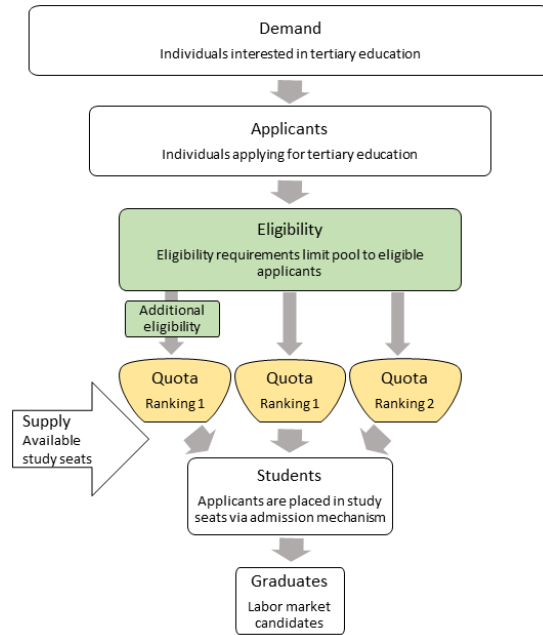 Demand
Individuals interested in tertiary education
Applicants
Individuals applying for tertiary education
Eligibility
Eligibility requirements limit pool to eligible
applicants
Additional
eligibility
Quota
Ranking 1
Quota
Ranking 1
Quota
Ranking 2
Supply
Available
study seats
Students
Applicants are placed in study
seats via admission mechanism
Graduates
Labor market
candidates